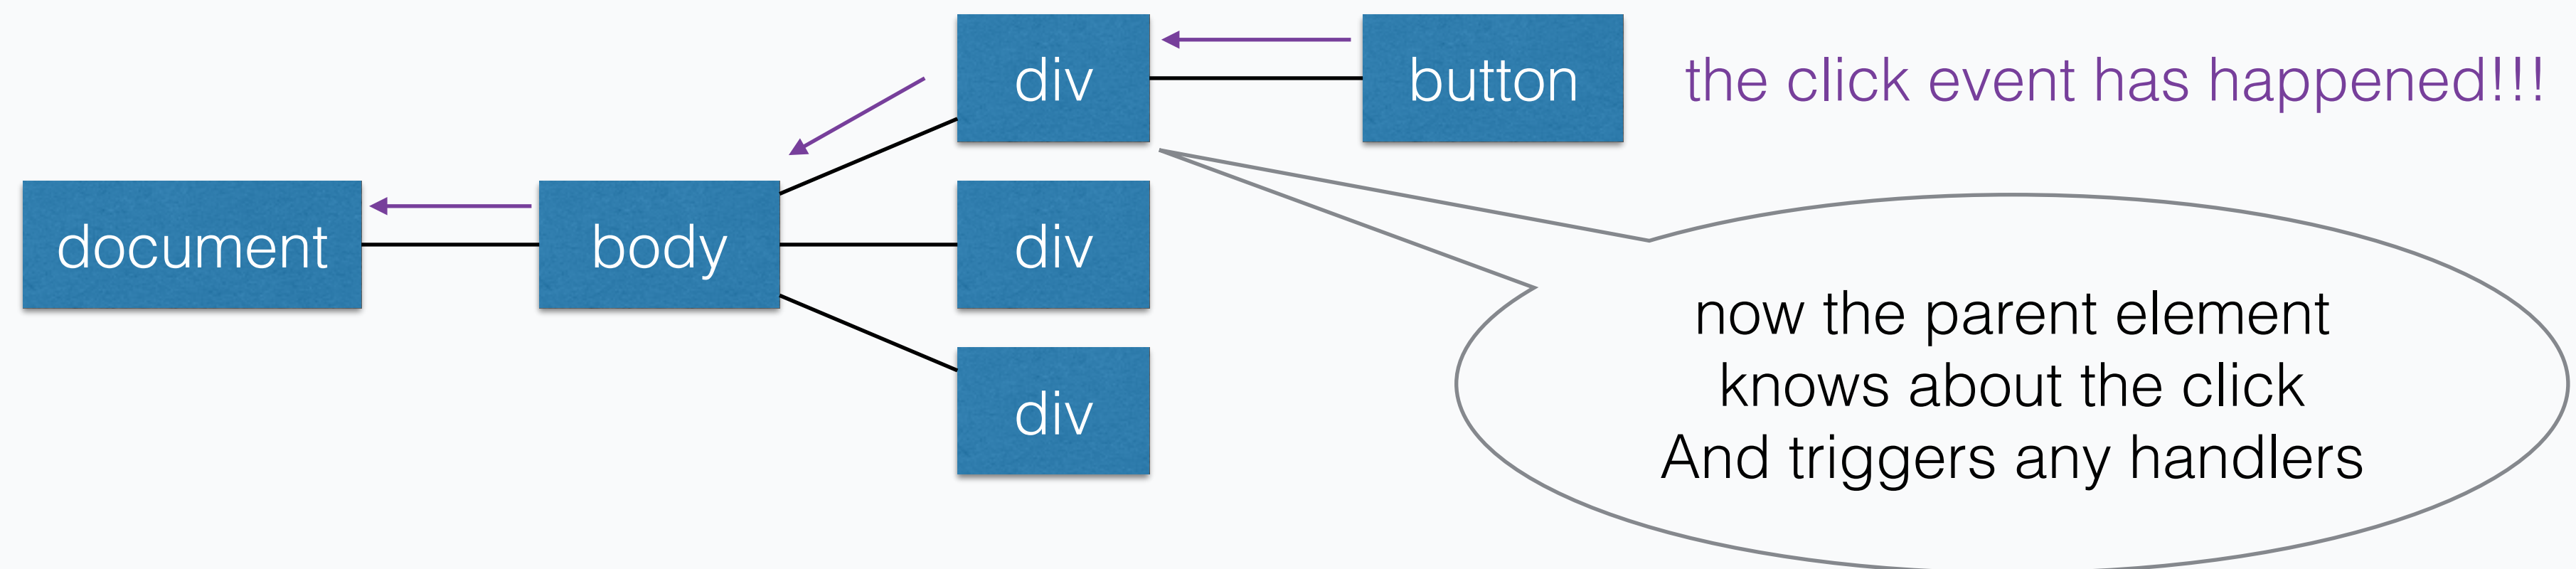 div
button
the click event has happened!!!
document
body
div
div
now the parent element
knows about the click
And triggers any handlers